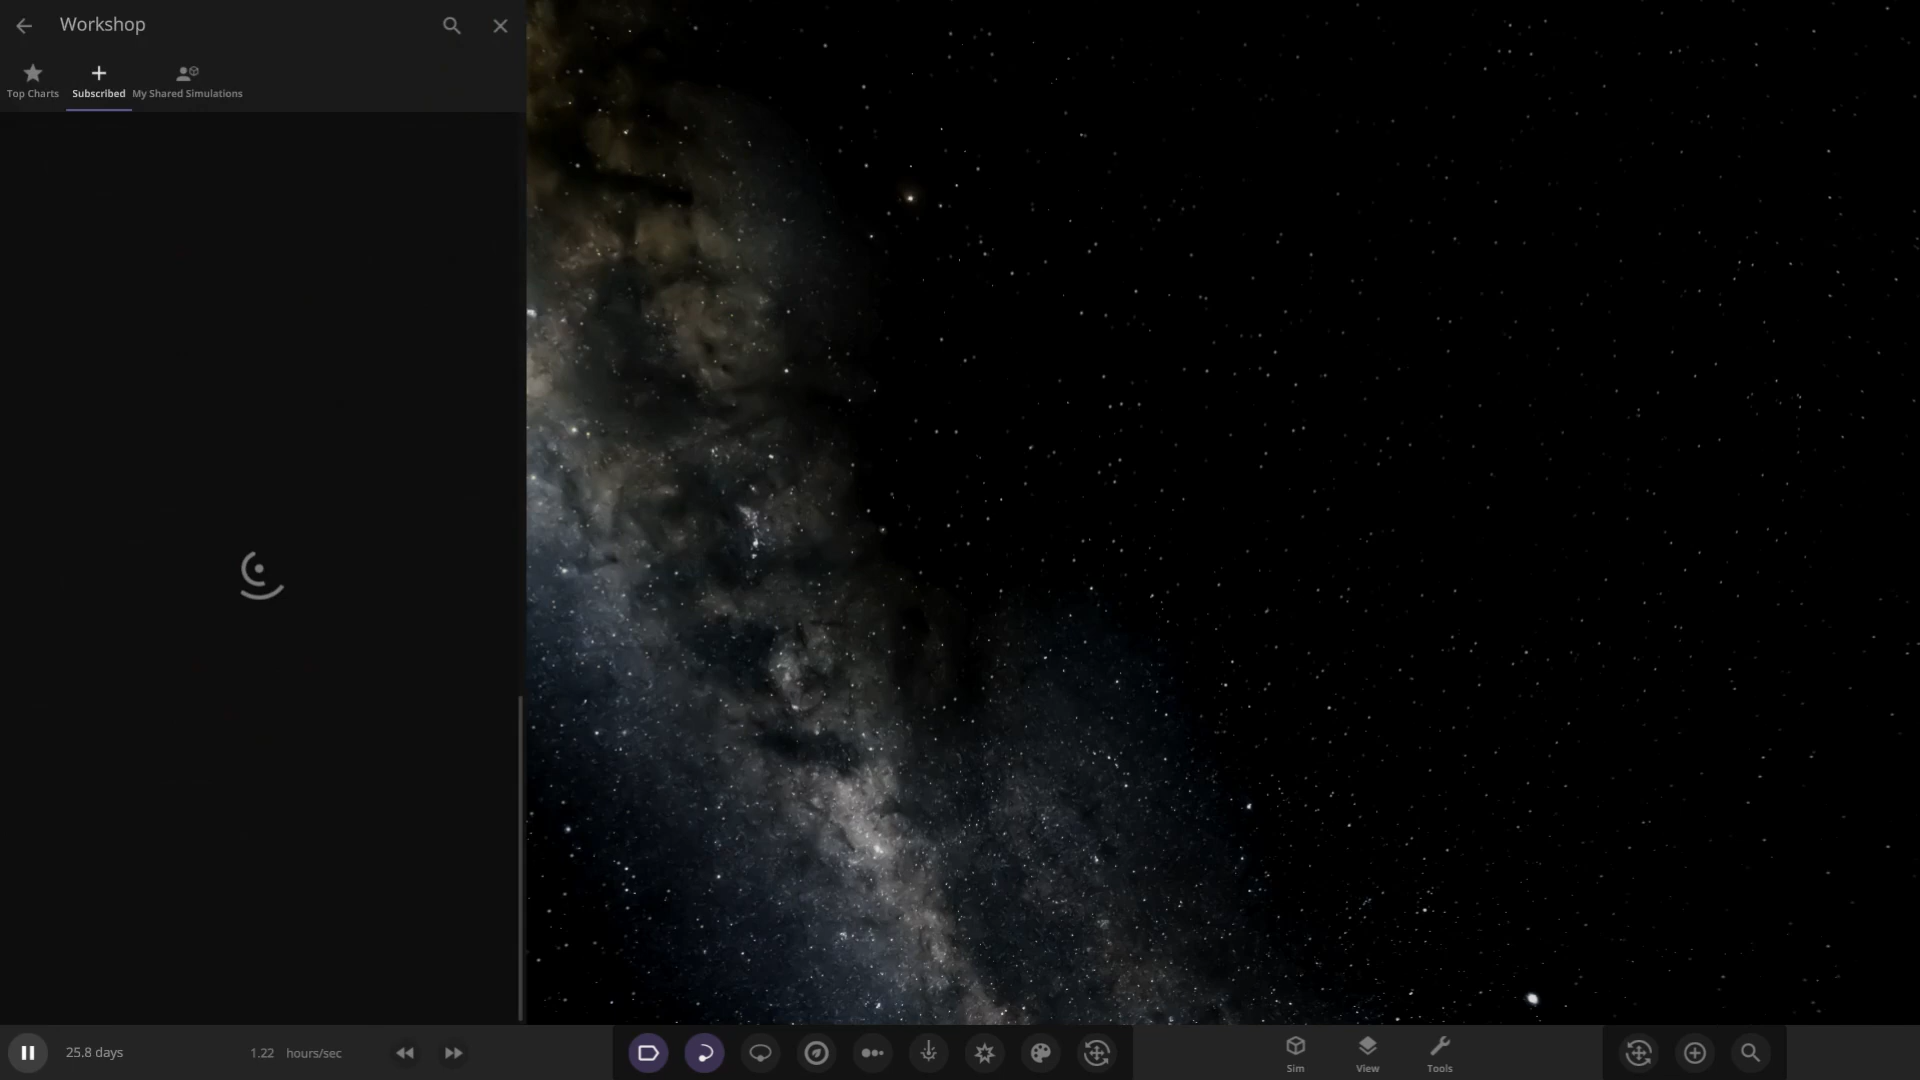 Workshop
Top Charts
Subscribed
My Shared Simulations
25.8 days
1.22 hours/sec
Sim
View
Tools